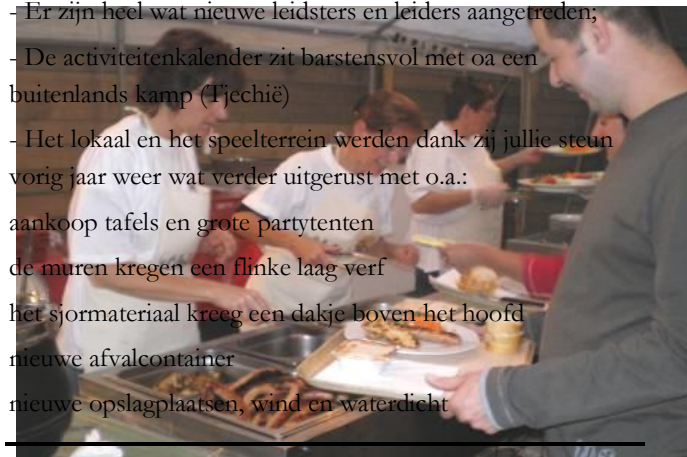 - Er zijn heel wat nieuwe leidsters en leiders aangetreden;
- De activiteitenkalender zit barstensvol met oa een
buitenlands kamp (Tjechië)
- Het lokaal en het speelterrein werden dank zij jullie steun
vorig jaar weer wat verder uitgerust met o.a.:
aankoop tafels en grote partytenten
de muren kregen een flinke laag verf
het sjormateriaal kreeg een dakje boven het hoofd
nieuwe afvalcontainer
nieuwe opslagplaatsen, wind en waterdicht